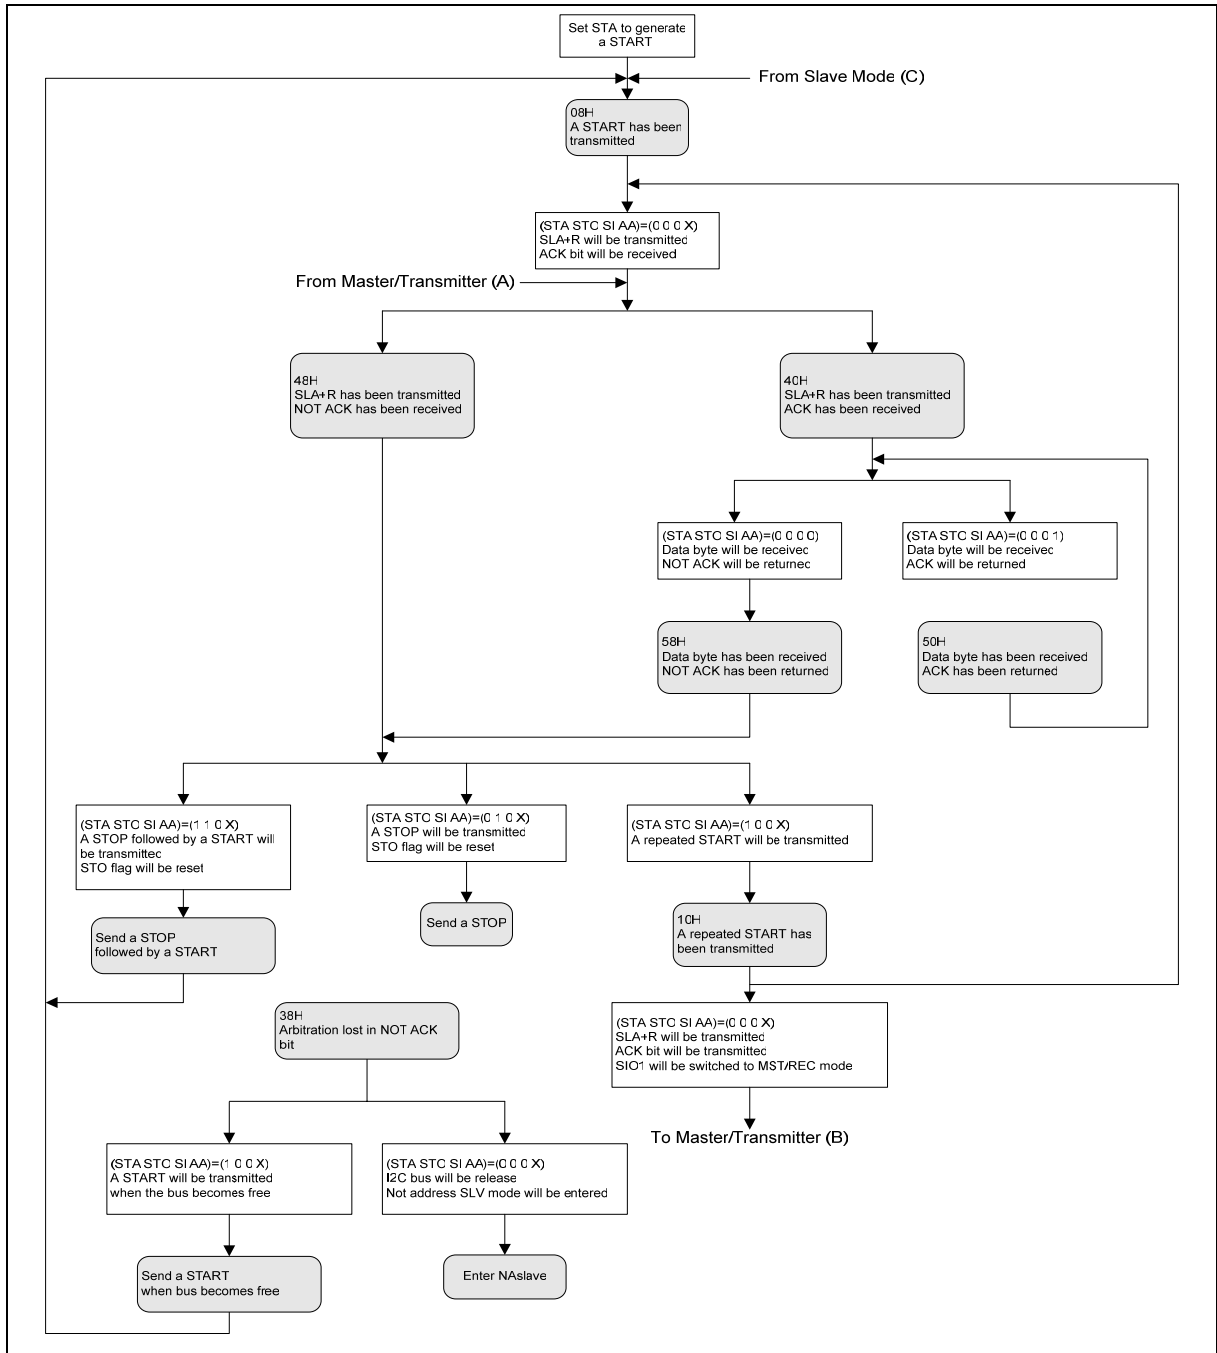 Set STA to generate
a START
From Slave Mode (C)
08H
A START has been
transmitted
(STA STO SI AA)=(0 0 0 X)
SLA+R will be transmitted
ACK bit will be received
From Master/Transmitter (A)
48H
SLA+R has been transmitted
NOT ACK has been received
40H
SLA+R has been transmitted
ACK has been received
(STA STO SI AA)=(0 0 0 0)
Data byte will be received
NOT ACK will be returned
(STA STO SI AA)=(0 0 0 1)
Data byte will be received
ACK will be returned
58H
Data byte has been received
NOT ACK has been returned
50H
Data byte has been received
ACK has been returned
(STA STO SI AA)=(1 1 0 X)
A STOP followed by a START will
be transmitted
STO flag will be reset
(STA STO SI AA)=(0 1 0 X)
A STOP will be transmitted
STO flag will be reset
(STA STO SI AA)=(1 0 0 X)
A repeated START will be transmitted
Send a STOP
followed by a START
Send a STOP
10H
A repeated START has
been transmitted
38H
Arbitration lost in NOT ACK
bit
(STA STO SI AA)=(0 0 0 X)
SLA+R will be transmitted
ACK bit will be transmitted
SIO1 will be switched to MST/REC mode
To Master/Transmitter (B)
(STA STO SI AA)=(1 0 0 X)
A START will be transmitted
when the bus becomes free
(STA STO SI AA)=(0 0 0 X)
I2C bus will be release
Not address SLV mode will be entered
Send a START
when bus becomes free
Enter NAslave